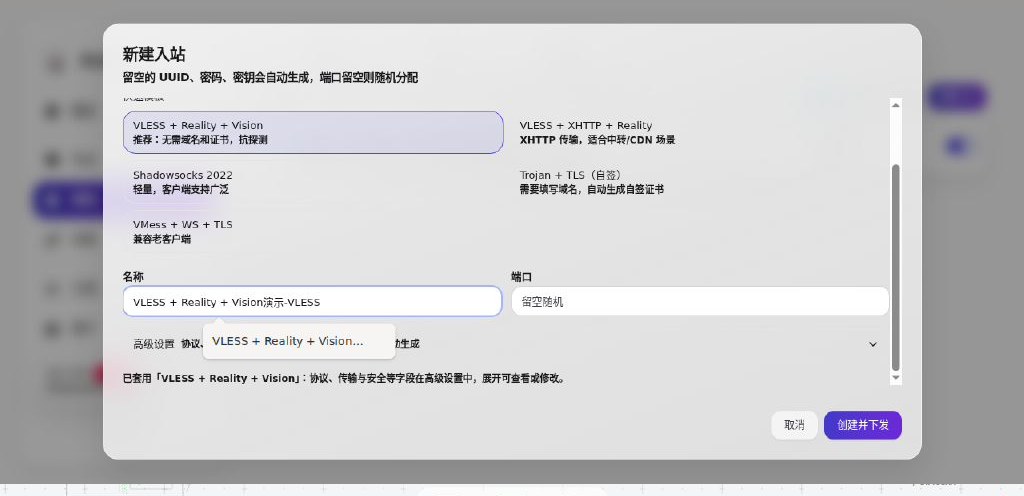 新建入站
留空的 UUID、密码、密钥会自动生成，端口留空则随机分配
VLESS + Reality + Vision
推荐：无需域名和证书，抗探测
VLESS + XHTTP + Reality
XHTTP 传输，适合中转/CDN 场景
Shadowsocks 2022
轻量，客户端支持广泛
Trojan + TLS（自签）
需要填写域名，自动生成自签证书
VMess + WS + TLS
兼容老客户端
名称
端口
VLESS + Reality + Vision演示-VLESS
留空随机
高级设置 协议、
VLESS + Reality + Vision...
动生成
已套用「VLESS + Reality + Vision」：协议、传输与安全等字段在高级设置中，展开可查看或修改。
取消
创建并下发